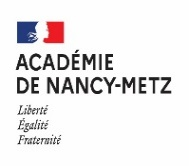 ACADÉMIE
DE NANCY-METZ
Liberté
Égalité
Fraternité